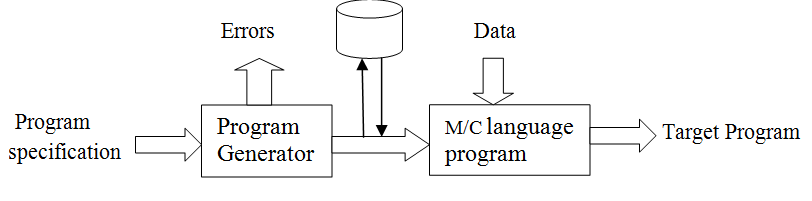 Errors
Data
Program
specification
Program
Generator
M/C language
program
Target Program